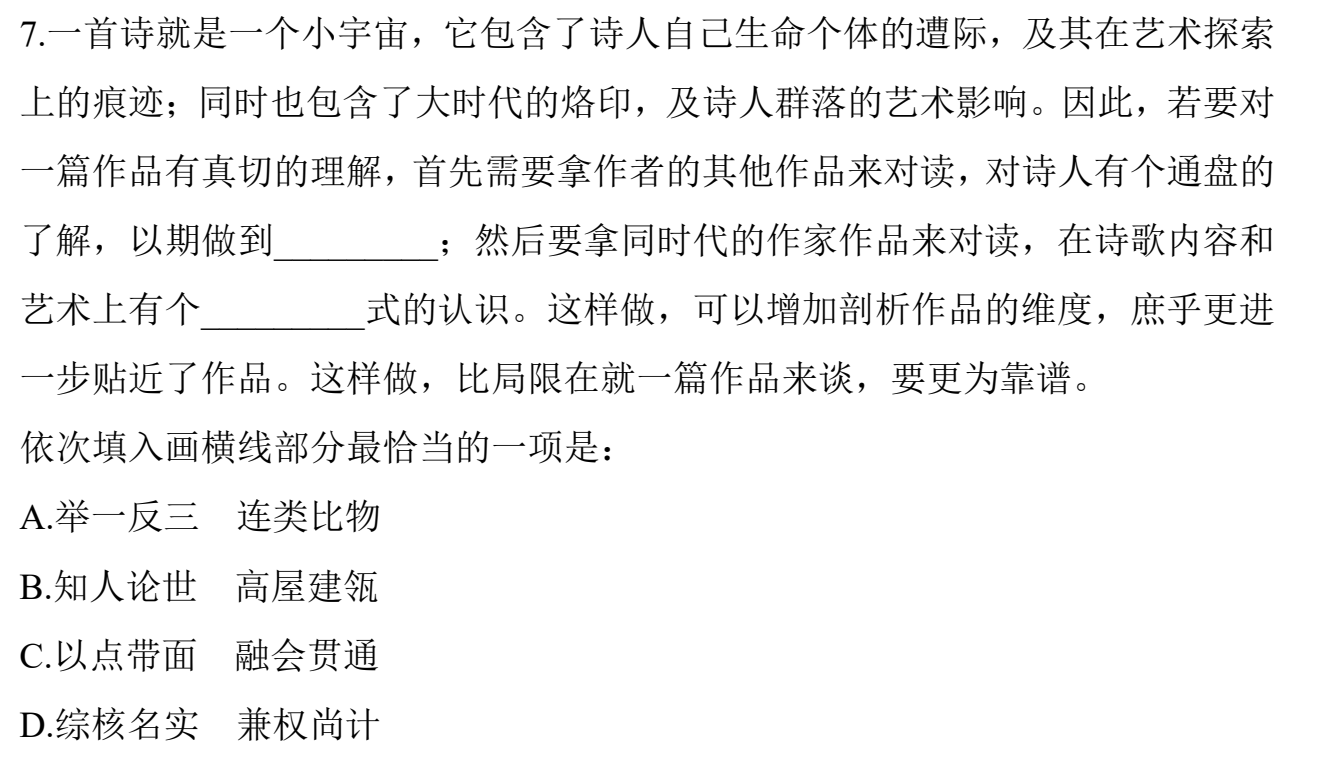 7.一首诗就是一个小宇宙，它包含了诗人自己生命个体的遭际，及其在艺术探索
上的痕迹；同时也包含了大时代的烙印，及诗人群落的艺术影响。因此，若要对
一篇作品有真切的理解，首先需要拿作者的其他作品来对读，对诗人有个通盘的
了解，以期做到_________；然后要拿同时代的作家作品来对读，在诗歌内容和
艺术上有个_________式的认识。这样做，可以增加剖析作品的维度，庶乎更进
一步贴近了作品。这样做，比局限在就一篇作品来谈，要更为靠谱。
依次填入画横线部分最恰当的一项是：
A.举一反三　连类比物
B.知人论世　高屋建瓴
C.以点带面　融会贯通
D.综核名实　兼权尚计